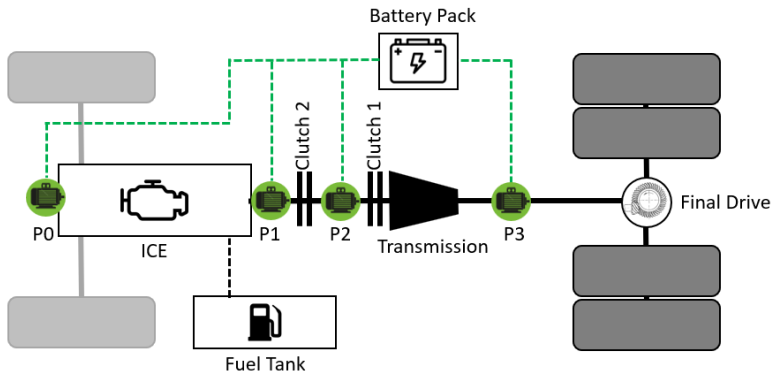 Battery Pack
Clutch 2
Clutch 1
P0
ICE
P1
P2
Transmission
P3
Final Drive
Fuel Tank